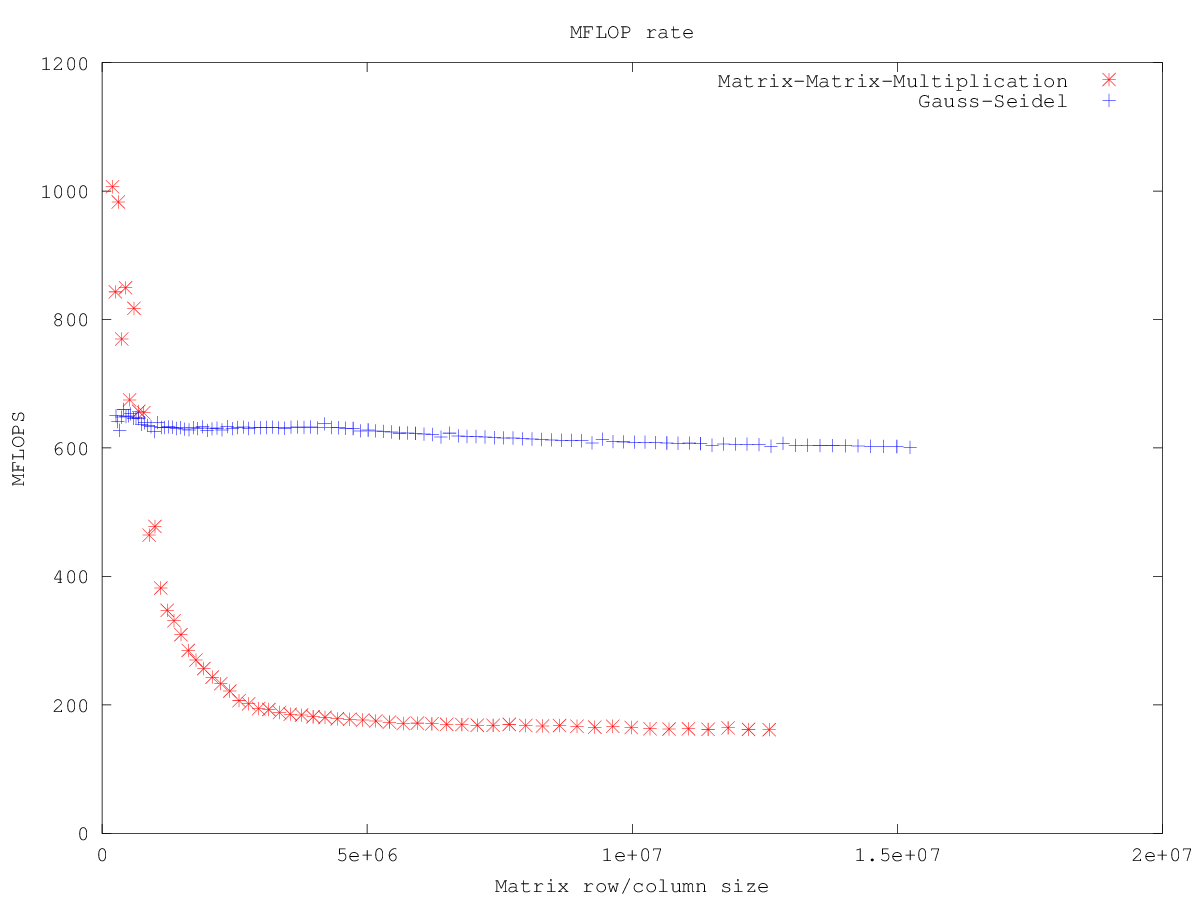 MFLOP rate
1200
Matrix-Matrix-Multiplication
Gauss-Seidel
1000
800
600
400
200
0
MFLOPS
0 5e+06 1e+07 1.5e+07 2e+07
Matrix row/column size